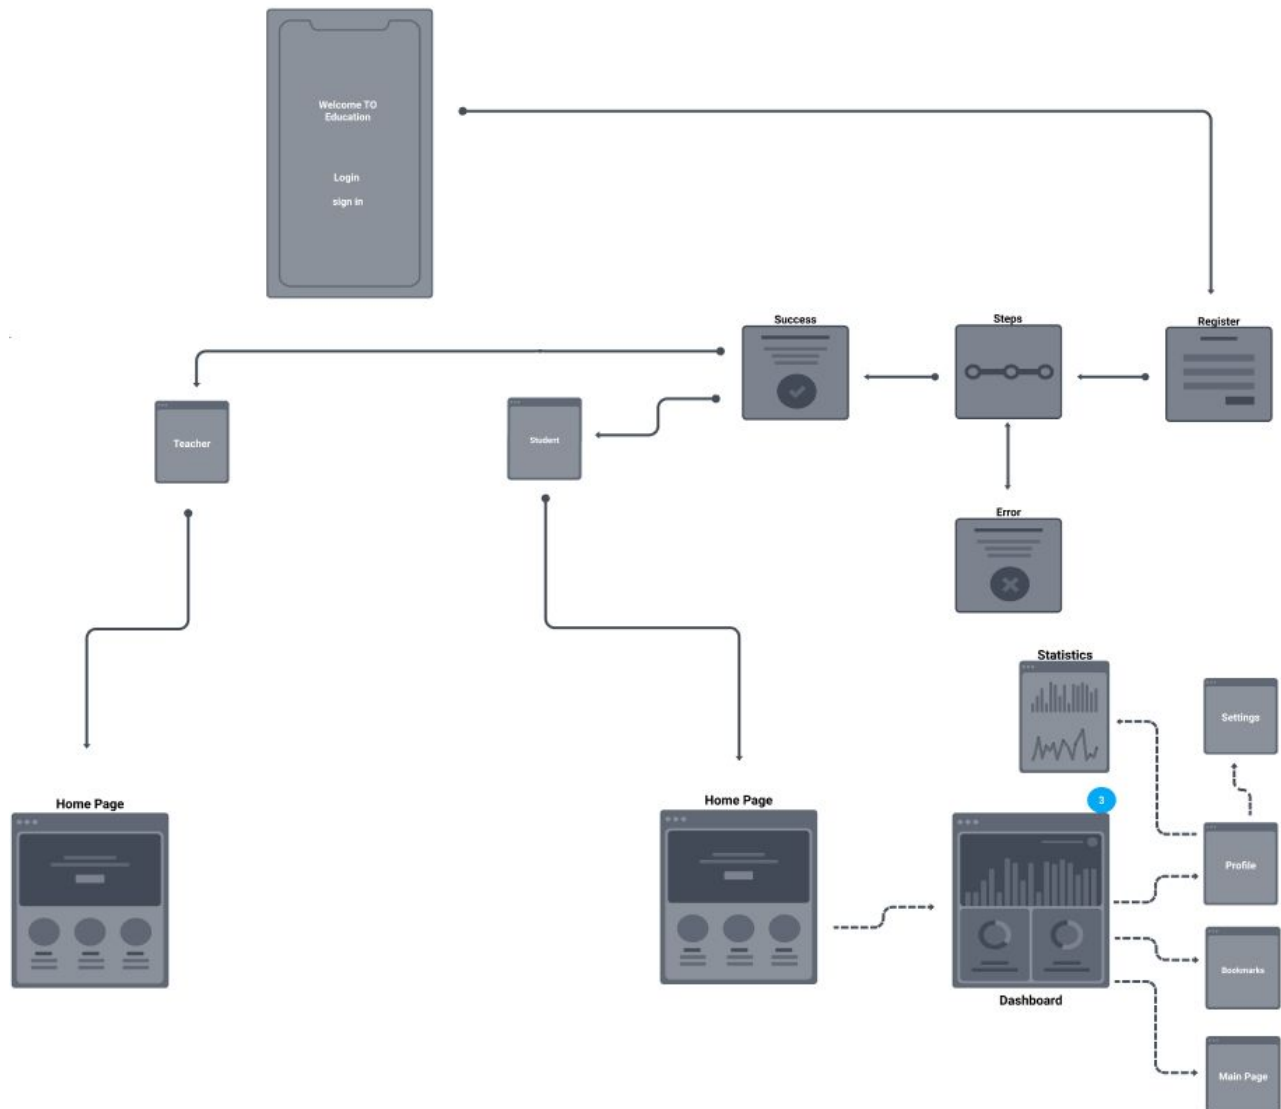 Welcome TO
Education
Login
sign in
Success
Steps
Register
Teacher
Student
Error
Statistics
Settings
Home Page
Home Page
3
Profile
Bookmarks
Dashboard
Main Page